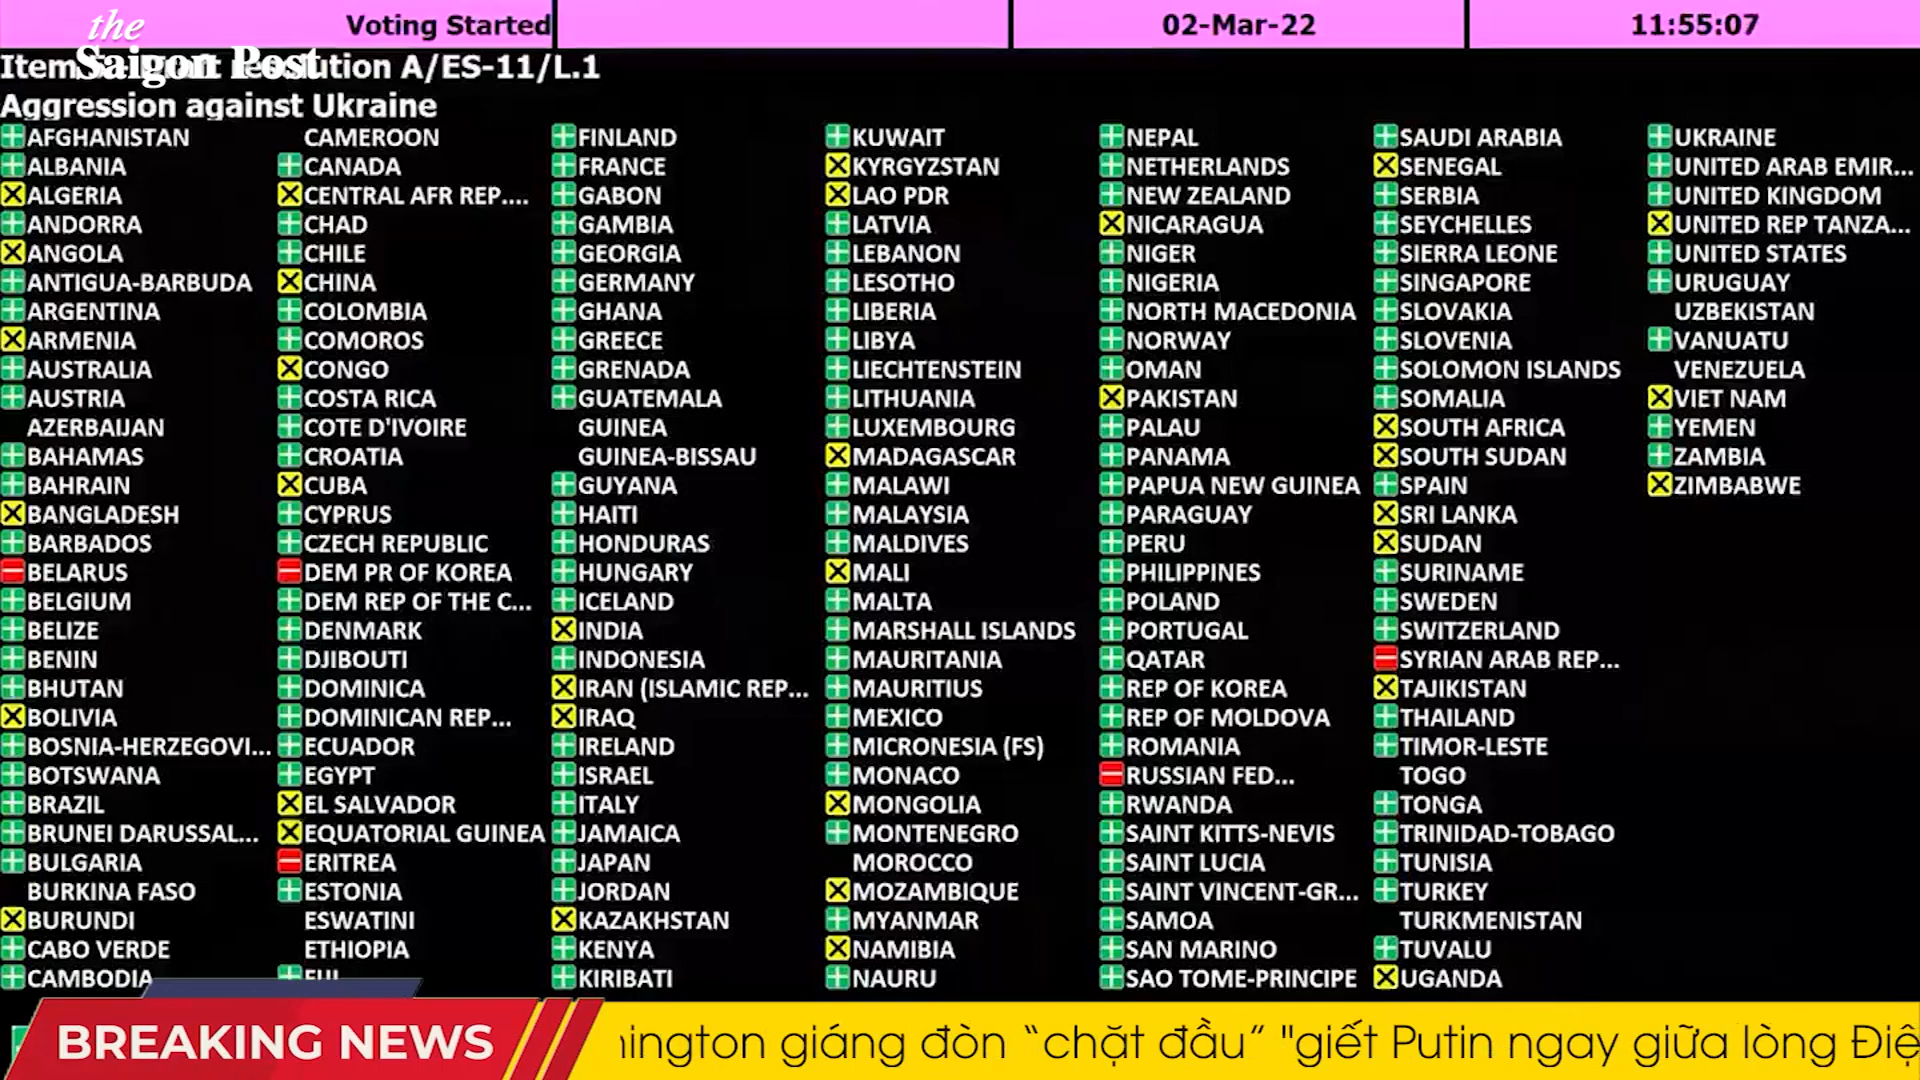 the
Saigon Post
Voting Started
02-Mar-22
11:55:07
Item resolution A/ES-11/L.1
Aggression against Ukraine
AFGHANISTAN
ALBANIA
ALGERIA
ANDORRA
ANGOLA
ANTIGUA-BARBUDA
ARGENTINA
ARMENIA
AUSTRALIA
AUSTRIA
AZERBAIJAN
BAHAMAS
BAHRAIN
BANGLADESH
BARBADOS
BELARUS
BELGIUM
BELIZE
BENIN
BHUTAN
BOLIVIA
BOSNIA-HERZEGOVI...
BOTSWANA
BRAZIL
BRUNEI DARUSSAL...
BULGARIA
BURKINA FASO
BURUNDI
CABO VERDE
CAMBODIA
CAMEROON
CANADA
CENTRAL AFR REP....
CHAD
CHILE
CHINA
COLOMBIA
COMOROS
CONGO
COSTA RICA
COTE D'IVOIRE
CROATIA
CUBA
CYPRUS
CZECH REPUBLIC
DEM PR OF KOREA
DEM REP OF THE C...
DENMARK
DJIBOUTI
DOMINICA
DOMINICAN REP...
ECUADOR
EGYPT
EL SALVADOR
EQUATORIAL GUINEA
ERITREA
ESTONIA
ESWATINI
ETHIOPIA
FINLAND
FRANCE
GABON
GAMBIA
GEORGIA
GERMANY
GHANA
GREECE
GRENADA
GUATEMALA
GUINEA
GUINEA-BISSAU
GUYANA
HAITI
HONDURAS
HUNGARY
ICELAND
INDIA
INDONESIA
IRAN (ISLAMIC REP...
IRAQ
IRELAND
ISRAEL
ITALY
JAMAICA
JAPAN
JORDAN
KAZAKHSTAN
KENYA
KIRIBATI
KUWAIT
KYRGYZSTAN
LAO PDR
LATVIA
LEBANON
LESOTHO
LIBERIA
LIBYA
LIECHTENSTEIN
LITHUANIA
LUXEMBOURG
MADAGASCAR
MALAWI
MALAYSIA
MALDIVES
MALI
MALTA
MARSHALL ISLANDS
MAURITANIA
MAURITIUS
MEXICO
MICRONESIA (FS)
MONACO
MONGOLIA
MONTENEGRO
MOROCCO
MOZAMBIQUE
MYANMAR
NAMIBIA
NAURU
NEPAL
NETHERLANDS
NEW ZEALAND
NICARAGUA
NIGER
NIGERIA
NORTH MACEDONIA
NORWAY
OMAN
PAKISTAN
PALAU
PANAMA
PAPUA NEW GUINEA
PARAGUAY
PERU
PHILIPPINES
POLAND
PORTUGAL
QATAR
REP OF KOREA
REP OF MOLDOVA
ROMANIA
RUSSIAN FED...
RWANDA
SAINT KITTS-NEVIS
SAINT LUCIA
SAINT VINCENT-GR...
SAMOA
SAN MARINO
SAO TOME-PRINCIPE
SAUDI ARABIA
SENEGAL
SERBIA
SEYCHELLES
SIERRA LEONE
SINGAPORE
SLOVAKIA
SLOVENIA
SOLOMON ISLANDS
SOMALIA
SOUTH AFRICA
SOUTH SUDAN
SPAIN
SRI LANKA
SUDAN
SURINAME
SWEDEN
SWITZERLAND
SYRIAN ARAB REP...
TAJIKISTAN
THAILAND
TIMOR-LESTE
TOGO
TONGA
TRINIDAD-TOBAGO
TUNISIA
TURKEY
TURKMENISTAN
TUVALU
UGANDA
UKRAINE
UNITED ARAB EMIR...
UNITED KINGDOM
UNITED REP TANZA...
UNITED STATES
URUGUAY
UZBEKISTAN
VANUATU
VENEZUELA
VIET NAM
YEMEN
ZAMBIA
ZIMBABWE
BREAKING NEWS
ington giáng đòn “chặt đầu” "giết Putin ngay giữa lòng Điệ